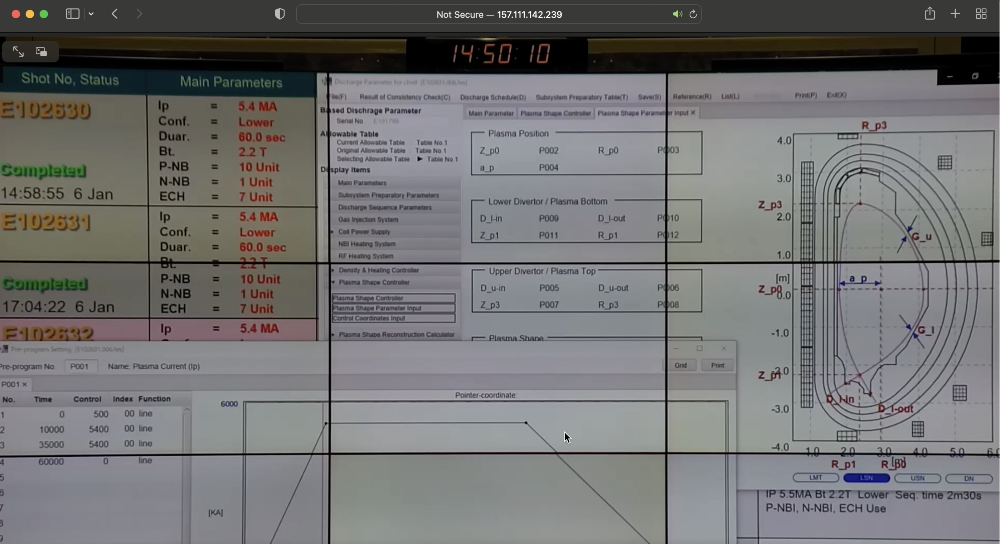 Not Secure — 157.111.142.239
14:50:10
Shot No, Status
Main Parameters
E102630
Ip = 5.4 MA
Conf. = Lower
Duar. = 60.0 sec
Bt. = 2.2 T
Completed
P-NB = 10 Unit
N-NB = 1 Unit
14:58:55 6 Jan
ECH = 7 Unit
E102631
Ip = 5.4 MA
Conf. = Lower
Duar. = 60.0 sec
Bt. = 2.2 T
Completed
P-NB = 10 Unit
N-NB = 1 Unit
17:04:22 6 Jan
ECH = 7 Unit
E102632
Ip = 5.4 MA
Discharge Parameter for chief [E102631.006.fes]
File(F) Result of Consistency Check(C) Discharge Schedule(D) Subsystem Preparatory Table(T) Save(S) Reference(R) List(L) Print(P) Exit(X)
Based Dischrage Parameter
Serial No. E101799
Allowable Table
Current Allowable Table : Table No.1
Original Allowable Table : Table No.1
Selecting Allowable Table ▶ Table No.1
Display Items
Main Parameters
Subsystem Preparatory Parameters
Discharge Sequence Parameters
Gas Injection System
Coil Power Supply
NBI Heating System
RF Heating System
Density & Heating Controller
Plasma Shape Controller
Plasma Shape Controller
Plasma Shape Parameter Input
Control Coordinates Input
Plasma Shape Reconstruction Calculator
Main Parameter Plasma Shape Controller Plasma Shape Parameter Input ×
Plasma Position
Z_p0 P002 R_p0 P003
a_p P004
Lower Divertor / Plasma Bottom
D_l-in P009 D_l-out P010
Z_p1 P011 R_p1 P012
Upper Divertor / Plasma Top
D_u-in P005 D_u-out P006
Z_p3 P007 R_p3 P008
Plasma Shape
R_p3
4.0
3.0
Z_p3
2.0
G_u
1.0
[m]
a_p
Z_p0
0.0
-1.0
G_l
-2.0
Z_p1
D_l-in
D_l-out
-3.0
-4.0
1.0 2.0 3.0 4.0 5.0 6.0
[m]
R_p1 R_p0
LMT LSN USN DN
IP 5.5MA Bt 2.2T Lower Seq. time 2m30s
P-NBI, N-NBI, ECH Use
Pre-program Setting [E102631.006.fes]
Pre-program No. P001 Name: Plasma Current (Ip)
Grid Print
P001 ×
Pointer-coordinate:
No. Time Control Index Function
1 0 500 00 line
2 10000 5400 00 line
3 35000 5400 00 line
4 60000 0 line
5
6
7
8
9
6000
[KA]